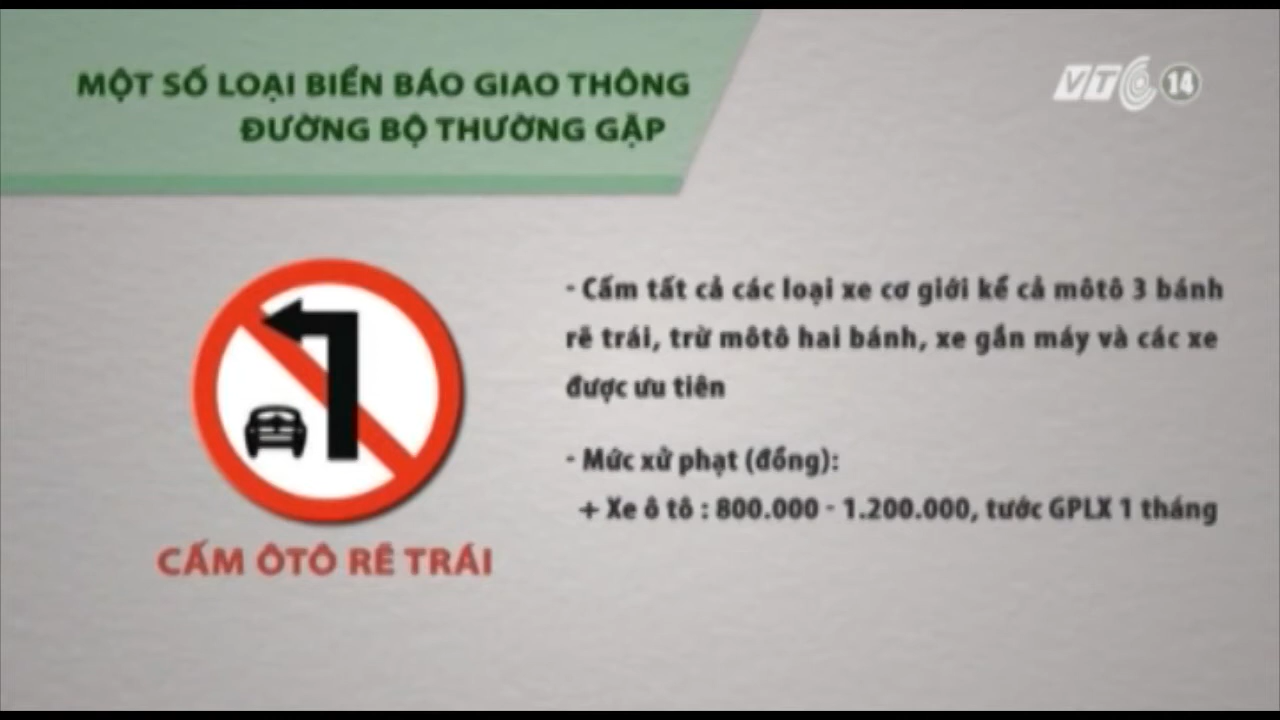 MỘT SỐ LOẠI BIỂN BÁO GIAO THÔNG
ĐƯỜNG BỘ THƯỜNG GẶP
VTC 14
- Cấm tất cả các loại xe cơ giới kể cả môtô 3 bánh
rẽ trái, trừ môtô hai bánh, xe gắn máy và các xe
được ưu tiên
- Mức xử phạt (đồng):
+ Xe ô tô : 800.000 - 1.200.000, tước GPLX 1 tháng
CẤM ÔTÔ RẼ TRÁI